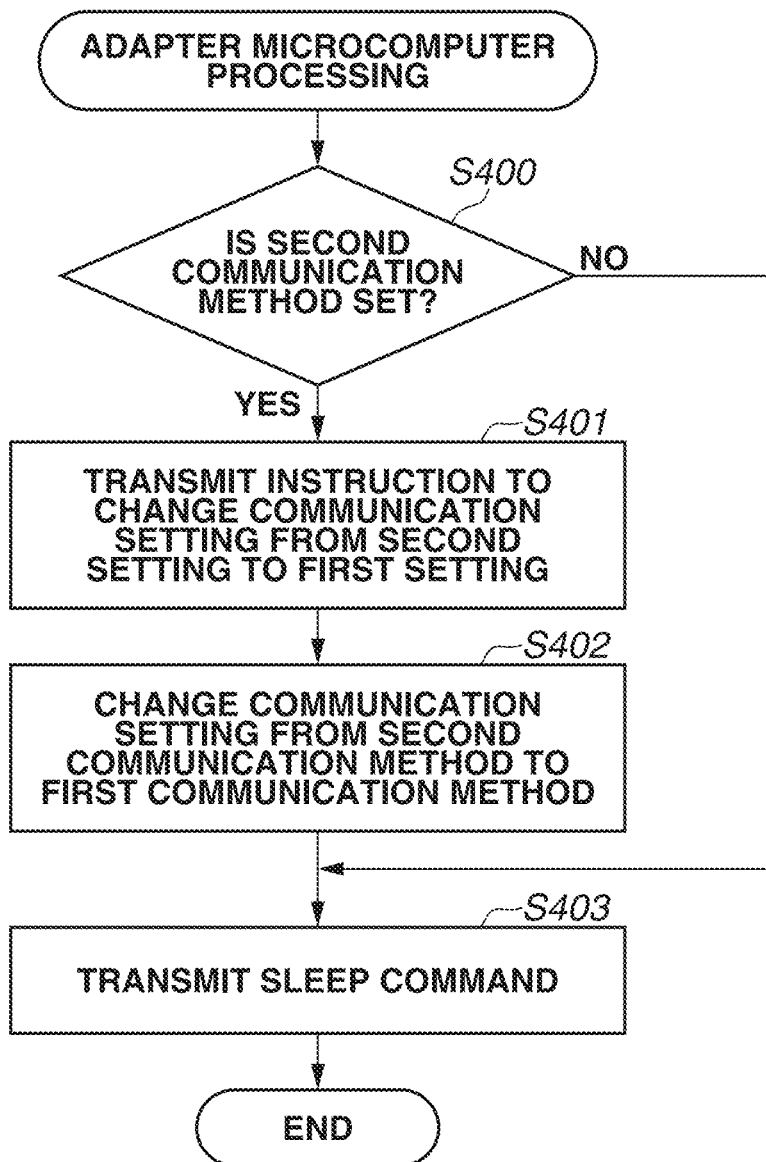 ADAPTER MICROCOMPUTER
PROCESSING
S400
IS SECOND
COMMUNICATION
METHOD SET?
NO
YES
S401
TRANSMIT INSTRUCTION TO
CHANGE COMMUNICATION
SETTING FROM SECOND
SETTING TO FIRST SETTING
S402
CHANGE COMMUNICATION
SETTING FROM SECOND
COMMUNICATION METHOD TO
FIRST COMMUNICATION METHOD
S403
TRANSMIT SLEEP COMMAND
END